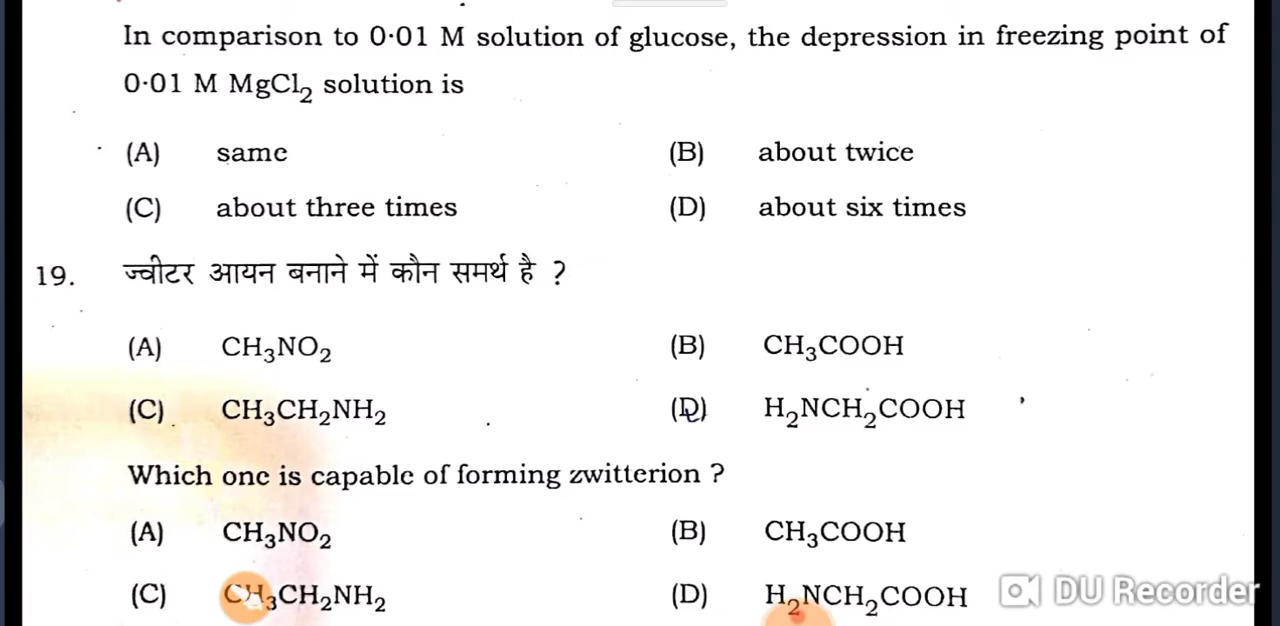 In comparison to 0·01 M solution of glucose, the depression in freezing point of
0·01 M MgCl₂ solution is
(A) same (B) about twice
(C) about three times (D) about six times
19. ज्वीटर आयन बनाने में कौन समर्थ है ?
(A) CH₃NO₂ (B) CH₃COOH
(C) CH₃CH₂NH₂ (D) H₂NCH₂COOH
Which one is capable of forming zwitterion ?
(A) CH₃NO₂ (B) CH₃COOH
(C) CH₃CH₂NH₂ (D) H₂NCH₂COOH
DU Recorder